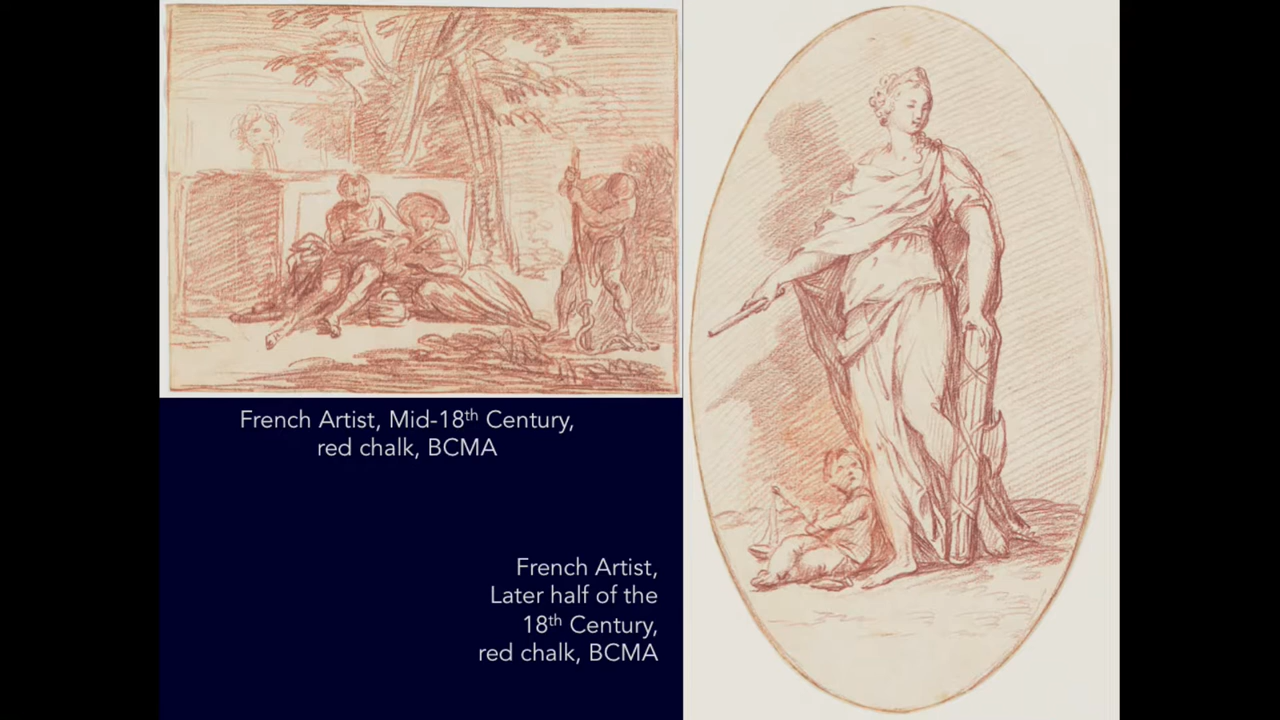 French Artist, Mid-18th Century,
red chalk, BCMA
French Artist,
Later half of the
18th Century,
red chalk, BCMA